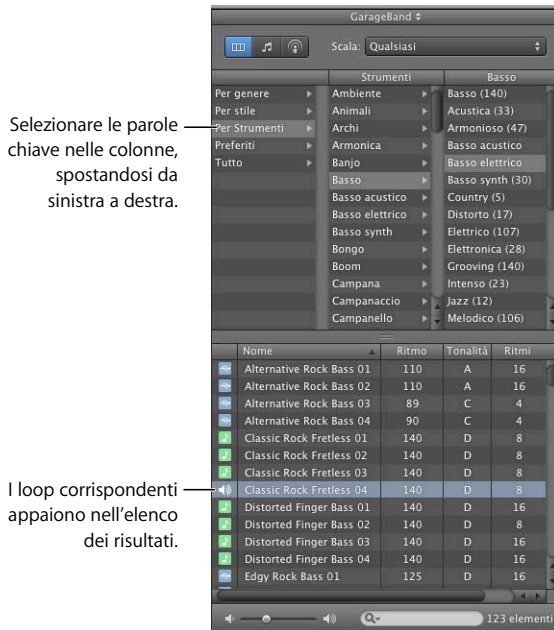 GarageBand
Scala: Qualsiasi
Strumenti Basso
Per genere Ambiente Basso (140)
Per stile Animali Acustica (33)
Per Strumenti Archi Armonioso (47)
Preferiti Armonica Basso acustico
Tutto Banjo Basso elettrico
Basso Basso synth (30)
Basso acustico Country (5)
Basso elettrico Distorto (17)
Basso synth Elettrico (107)
Bongo Elettronica (28)
Boom Grooving (140)
Campana Intenso (23)
Campanaccio Jazz (12)
Campanello Melodico (106)
Selezionare le parole
chiave nelle colonne,
spostandosi da
sinistra a destra.
Nome Ritmo Tonalità Ritmi
Alternative Rock Bass 01 110 A 16
Alternative Rock Bass 02 110 A 16
Alternative Rock Bass 03 89 C 4
Alternative Rock Bass 04 90 C 4
Classic Rock Fretless 01 140 D 8
Classic Rock Fretless 02 140 D 8
Classic Rock Fretless 03 140 D 8
Classic Rock Fretless 04 140 D 8
Distorted Finger Bass 01 140 D 16
Distorted Finger Bass 02 140 D 8
Distorted Finger Bass 03 140 D 16
Distorted Finger Bass 04 140 D 16
Edgy Rock Bass 01 125 D 16
I loop corrispondenti
appaiono nell'elenco
dei risultati.
123 elementi